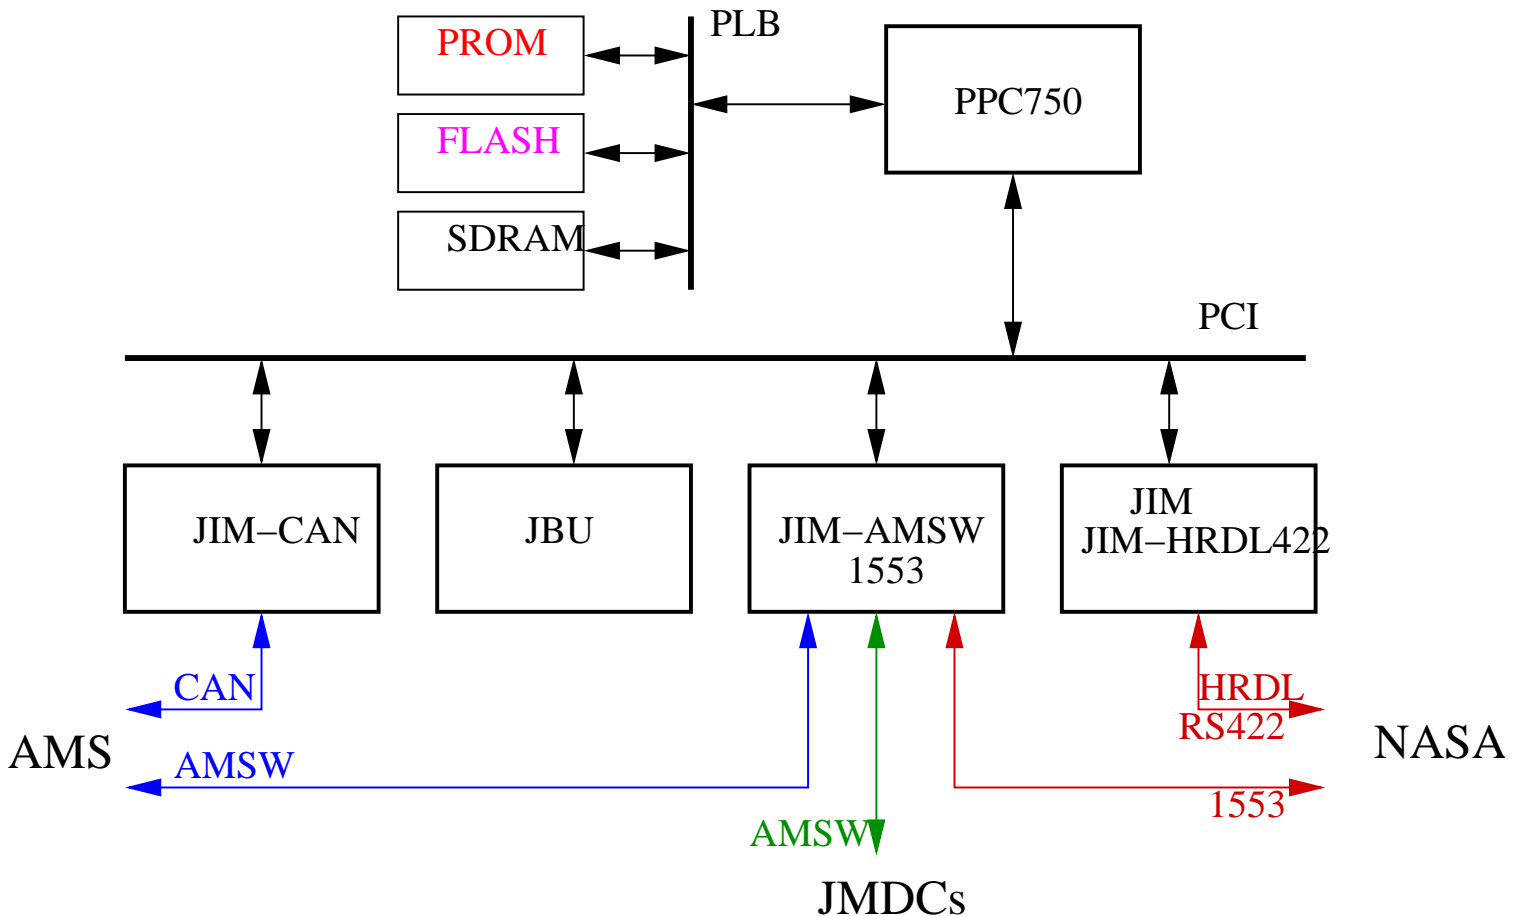 PLB
PROM
PPC750
FLASH
SDRAM
PCI
JIM–CAN
JBU
JIM–AMSW
1553
JIM
JIM–HRDL422
CAN
HRDL
RS422
AMS
NASA
AMSW
1553
AMSW
JMDCs